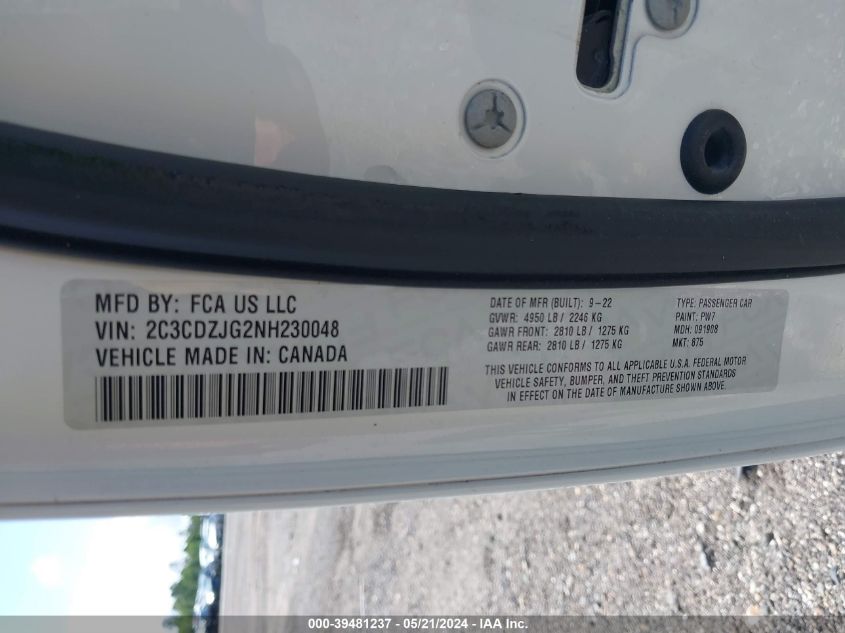 MFD BY: FCA US LLC
VIN: 2C3CDZJG2NH230048
VEHICLE MADE IN: CANADA
DATE OF MFR (BUILT): 9-22
GVWR: 4950 LB / 2246 KG
GAWR FRONT: 2810 LB / 1275 KG
GAWR REAR: 2810 LB / 1275 KG
TYPE: PASSENGER CAR
PAINT: PW7
MDH: 091908
MKT: 875
THIS VEHICLE CONFORMS TO ALL APPLICABLE U.S.A. FEDERAL MOTOR
VEHICLE SAFETY, BUMPER, AND THEFT PREVENTION STANDARDS
IN EFFECT ON THE DATE OF MANUFACTURE SHOWN ABOVE.
000-39481237 - 05/21/2024 - IAA Inc.